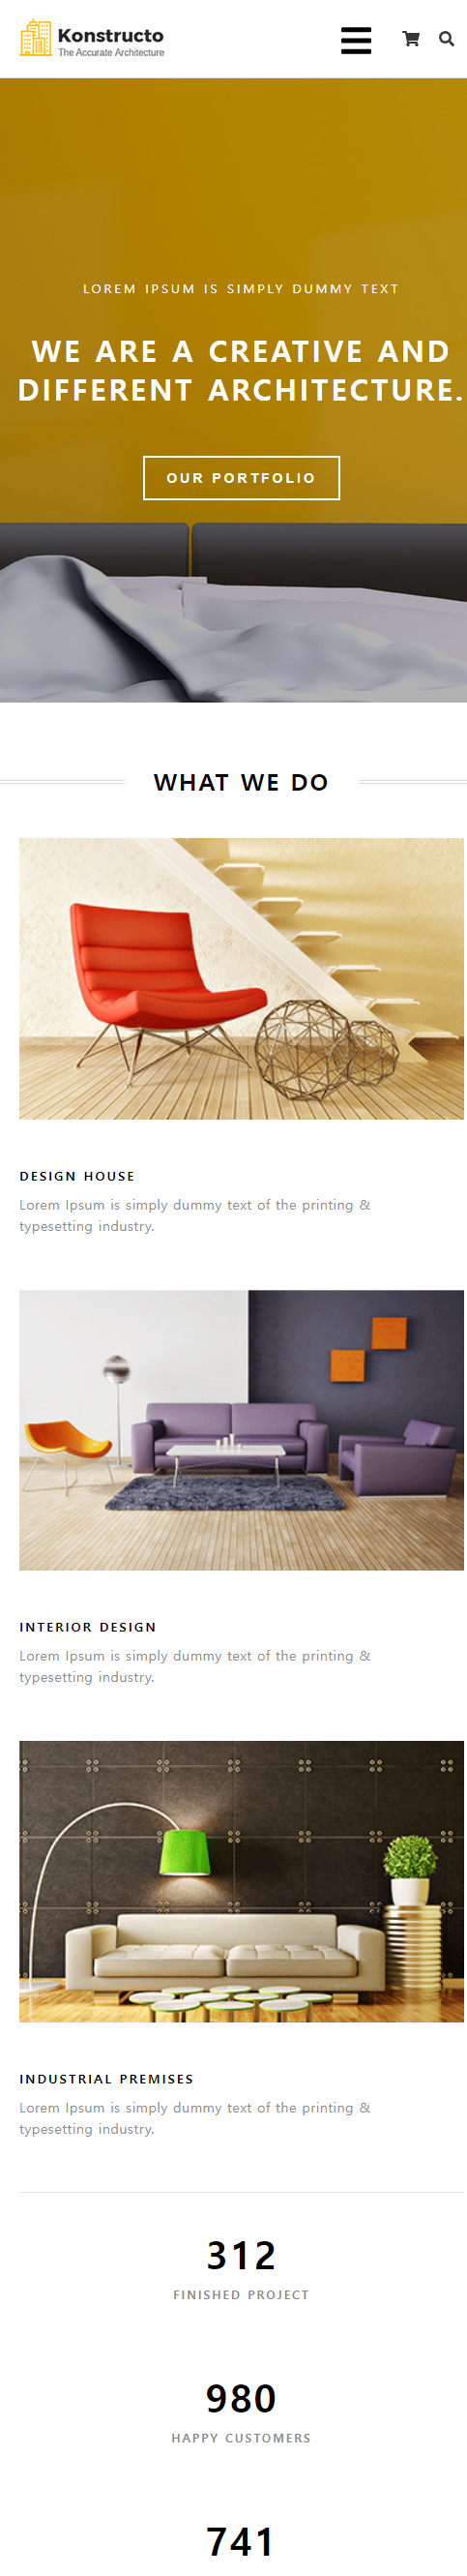 Konstructo
The Accurate Architecture
LOREM IPSUM IS SIMPLY DUMMY TEXT
WE ARE A CREATIVE AND
DIFFERENT ARCHITECTURE.
OUR PORTFOLIO
WHAT WE DO
DESIGN HOUSE
Lorem Ipsum is simply dummy text of the printing &
typesetting industry.
INTERIOR DESIGN
Lorem Ipsum is simply dummy text of the printing &
typesetting industry.
INDUSTRIAL PREMISES
Lorem Ipsum is simply dummy text of the printing &
typesetting industry.
312
FINISHED PROJECT
980
HAPPY CUSTOMERS
741